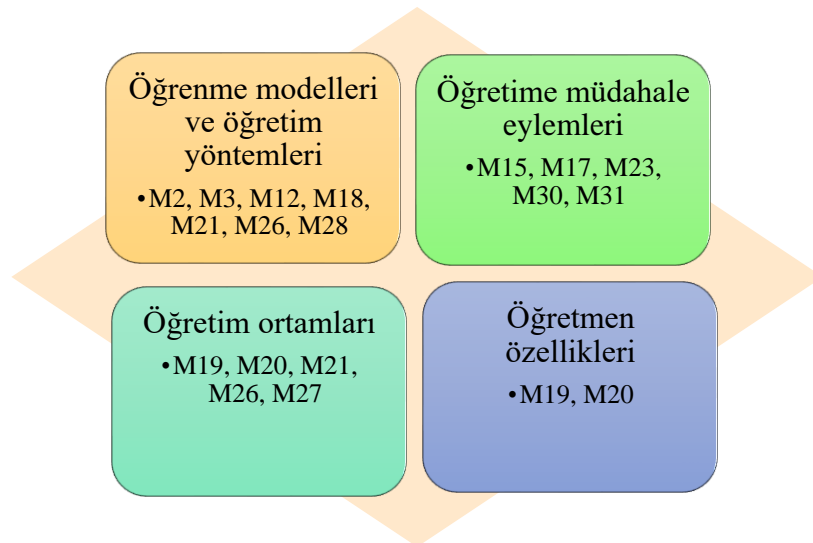 Öğrenme modelleri
ve öğretim
yöntemleri
•M2, M3, M12, M18,
M21, M26, M28
Öğretime müdahale
eylemleri
•M15, M17, M23,
M30, M31
Öğretim ortamları
•M19, M20, M21,
M26, M27
Öğretmen
özellikleri
•M19, M20